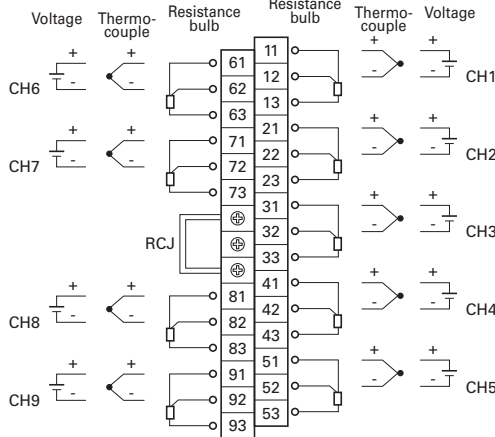 Voltage Thermo-couple Resistance bulb Resistance bulb Thermo-couple Voltage
CH6 + - + - 61 11 + - + - CH1
62 12
63 13
CH7 + - + - 71 21 + - + - CH2
72 22
73 23
RCJ 31 + - + - CH3
32
33
CH8 + - + - 81 41 + - + - CH4
82 42
83 43
CH9 + - + - 91 51 + - + - CH5
92 52
93 53